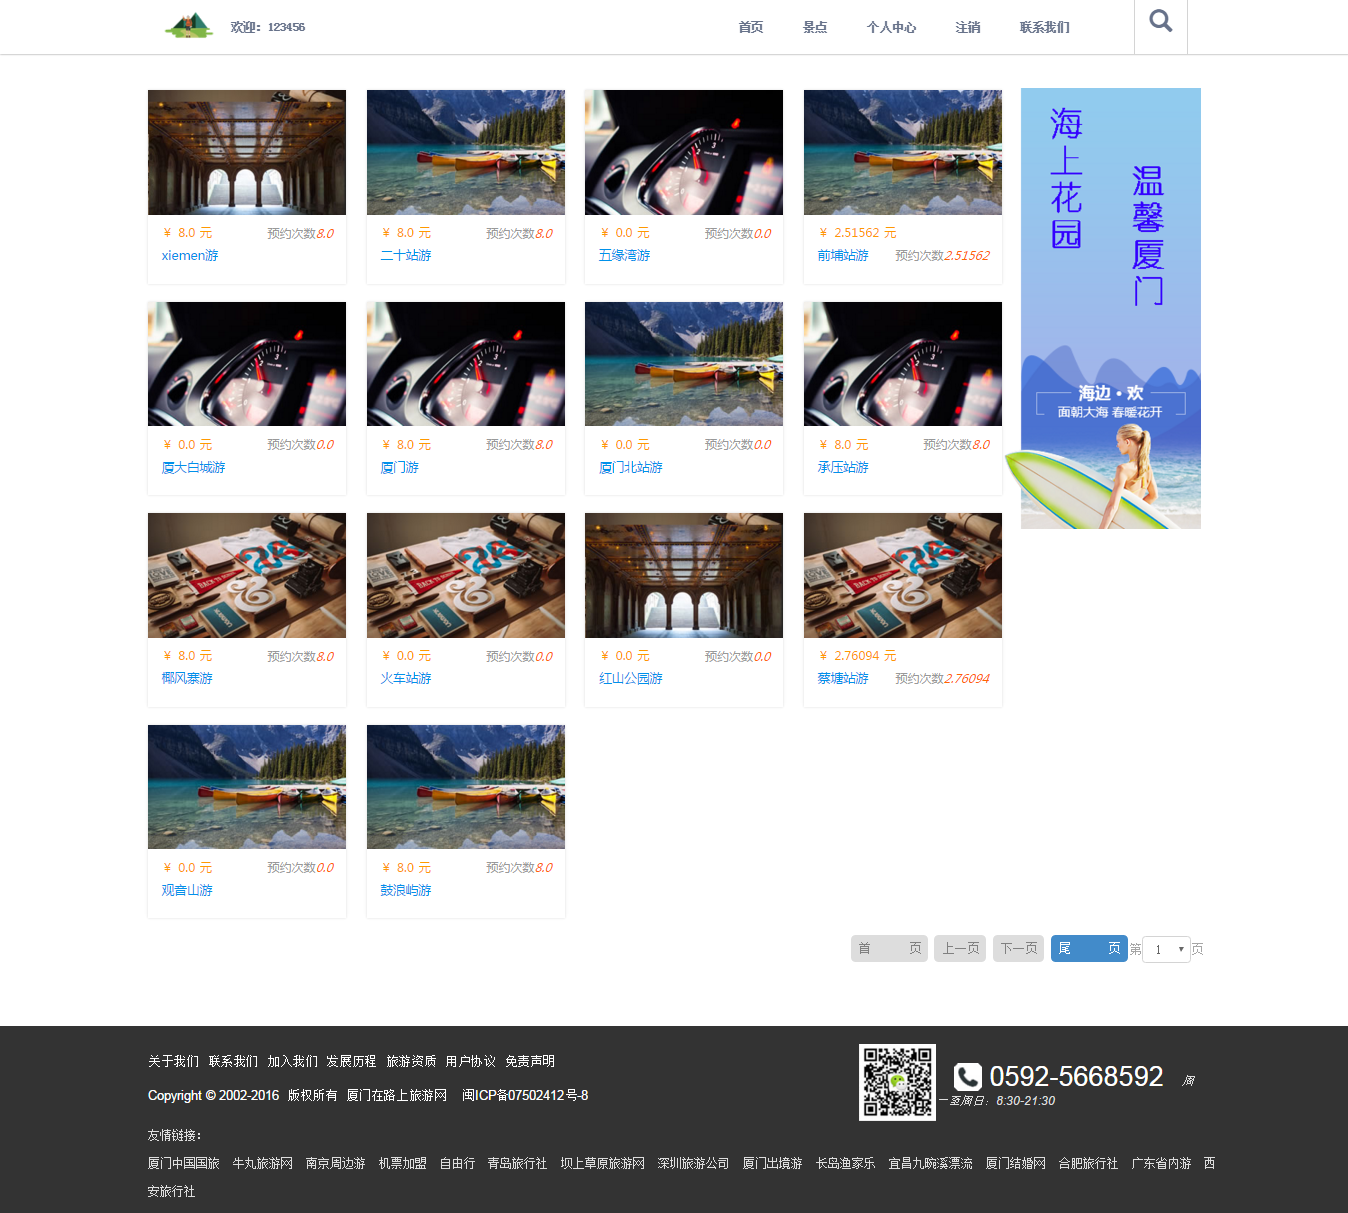 欢迎：123456 首页 景点 个人中心 注销 联系我们
¥ 8.0 元 预约次数8.0
xiemen游
¥ 8.0 元 预约次数8.0
二十站游
¥ 0.0 元 预约次数0.0
五缘湾游
¥ 2.51562 元
前埔站游 预约次数2.51562
海上花园
温馨厦门
海边·欢
面朝大海 春暖花开
¥ 0.0 元 预约次数0.0
厦大白城游
¥ 8.0 元 预约次数8.0
厦门游
¥ 0.0 元 预约次数0.0
厦门北站游
¥ 8.0 元 预约次数8.0
承压站游
¥ 8.0 元 预约次数8.0
椰风寨游
¥ 0.0 元 预约次数0.0
火车站游
¥ 0.0 元 预约次数0.0
红山公园游
¥ 2.76094 元
蔡塘站游 预约次数2.76094
¥ 0.0 元 预约次数0.0
观音山游
¥ 8.0 元 预约次数8.0
鼓浪屿游
首 页 上一页 下一页 尾 页 第 1 页
关于我们 联系我们 加入我们 发展历程 旅游资质 用户协议 免责声明
Copyright © 2002-2016 版权所有 厦门在路上旅游网 闽ICP备07502412号-8
0592-5668592 周
一至周日：8:30-21:30
友情链接：
厦门中国国旅 牛丸旅游网 南京周边游 机票加盟 自由行 青岛旅行社 坝上草原旅游网 深圳旅游公司 厦门出境游 长岛渔家乐 宜昌九畹溪漂流 厦门结婚网 合肥旅行社 广东省内游 西
安旅行社